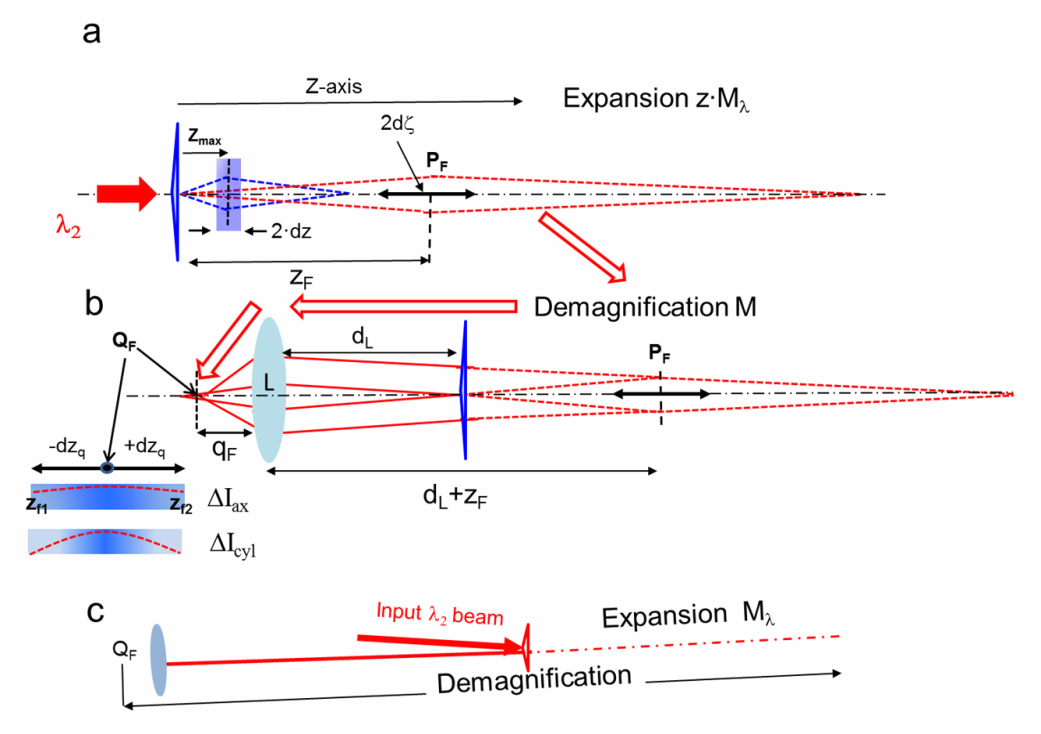 a
Z-axis
Expansion z·Mλ
2dζ
Zmax
PF
λ2
2·dz
zF
b
Demagnification M
QF
dL
PF
L
qF
-dzq
+dzq
dL+zF
zf1
zf2
ΔIax
ΔIcyl
c
Input λ2 beam
Expansion Mλ
QF
Demagnification